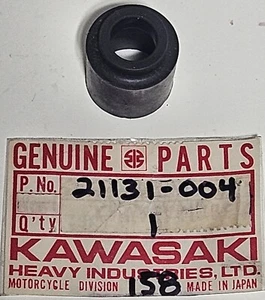 GENUINE PARTS
P.No. 21131-004
Q'ty 1
KAWASAKI
HEAVY INDUSTRIES, LTD.
158
MOTORCYCLE DIVISION MADE IN JAPAN